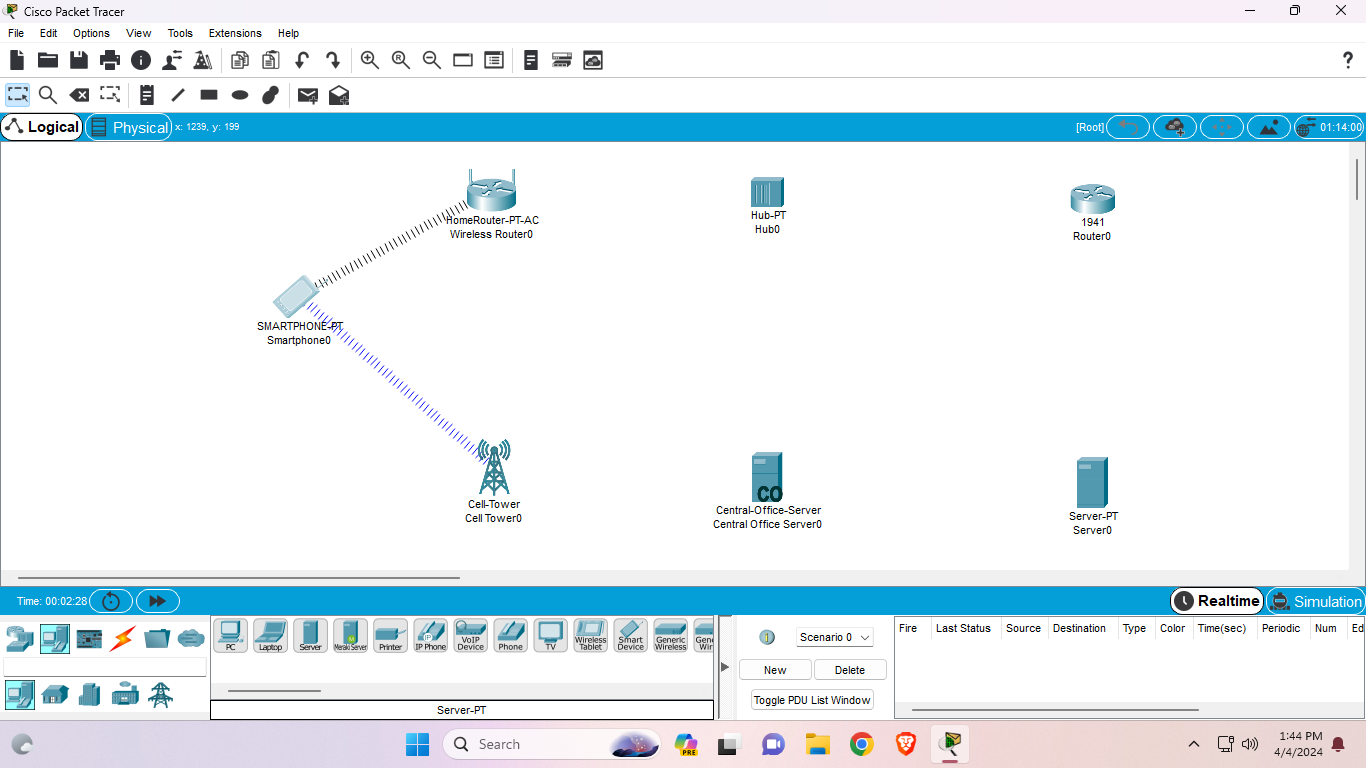 Cisco Packet Tracer
File Edit Options View Tools Extensions Help
Logical Physical x: 1239, y: 199 [Root] 01:14:00
HomeRouter-PT-AC
Wireless Router0
Hub-PT
Hub0
1941
Router0
SMARTPHONE-PT
Smartphone0
Cell-Tower
Cell Tower0
CO
Central-Office-Server
Central Office Server0
Server-PT
Server0
Time: 00:02:28 Realtime Simulation
PC Laptop Server Meraki Server Printer IP Phone VoIP Device Phone TV Wireless Tablet Smart Device Generic Wireless
Server-PT
Scenario 0
New Delete
Toggle PDU List Window
Fire Last Status Source Destination Type Color Time(sec) Periodic Num Ed
Search
PRE
1:44 PM
4/4/2024